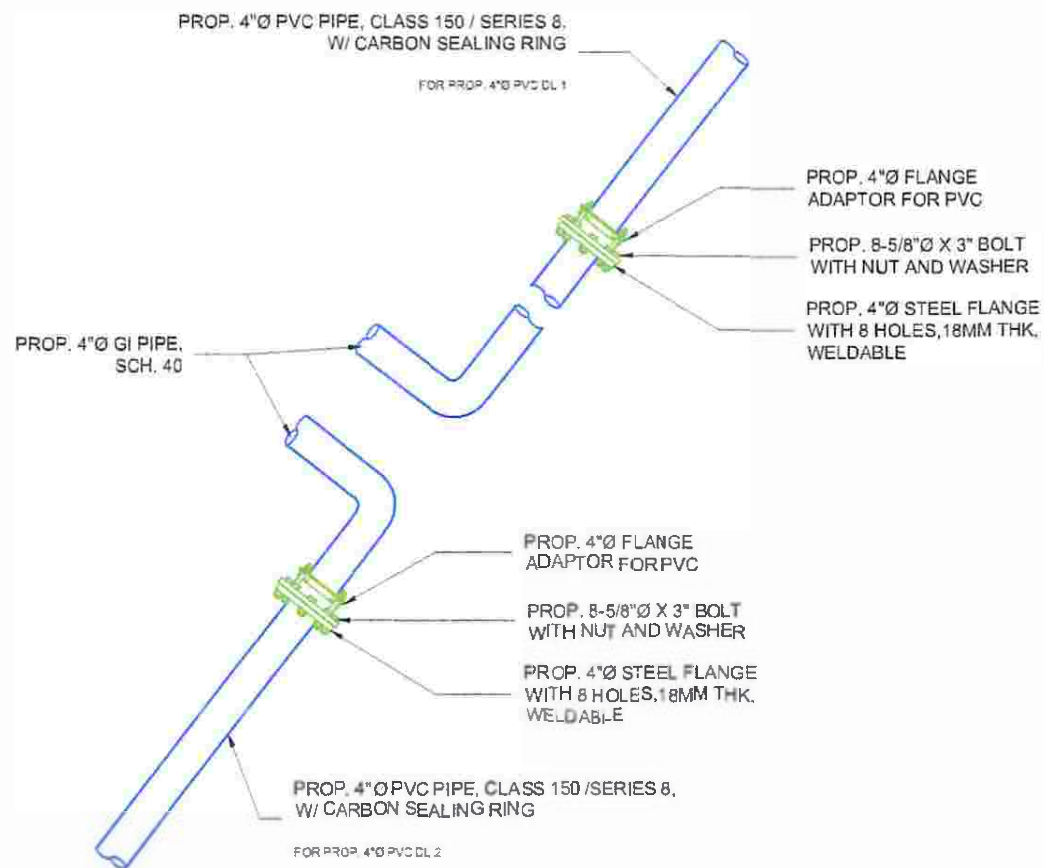 PROP. 4"Ø PVC PIPE, CLASS 150 / SERIES 8,
W/ CARBON SEALING RING
FOR PROP. 4"Ø PVC DL 1
PROP. 4"Ø FLANGE
ADAPTOR FOR PVC
PROP. 8-5/8"Ø X 3" BOLT
WITH NUT AND WASHER
PROP. 4"Ø STEEL FLANGE
WITH 8 HOLES,18MM THK.
WELDABLE
PROP. 4"Ø GI PIPE,
SCH. 40
PROP. 4"Ø FLANGE
ADAPTOR FOR PVC
PROP. 8-5/8"Ø X 3" BOLT
WITH NUT AND WASHER
PROP. 4"Ø STEEL FLANGE
WITH 8 HOLES,18MM THK.
WELDABLE
PROP. 4"Ø PVC PIPE, CLASS 150 /SERIES 8,
W/ CARBON SEALING RING
FOR PROP. 4"Ø PVC DL 2